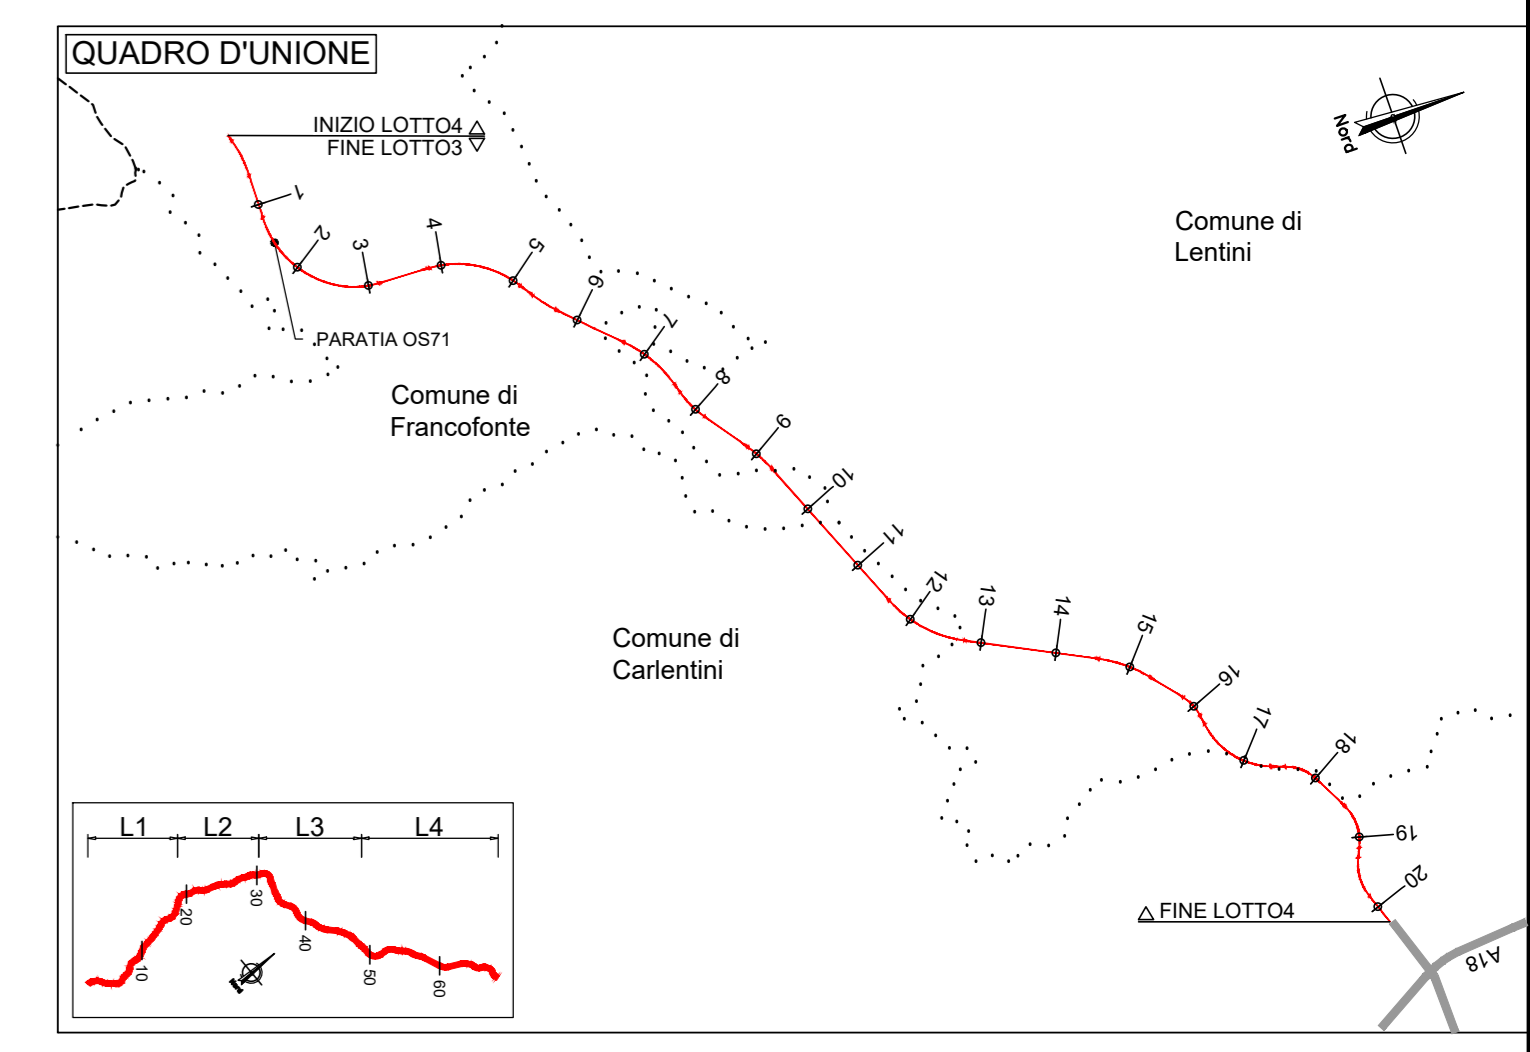 QUADRO D'UNIONE
INIZIO LOTTO4
FINE LOTTO3
Nord
1
2
3
4
5
6
7
8
9
10
11
12
13
14
15
16
17
18
19
20
PARATIA OS71
Comune di
Lentini
Comune di
Francofonte
Comune di
Carlentini
FINE LOTTO4
A18
L1 L2 L3 L4
10
20
30
40
50
60
Nord